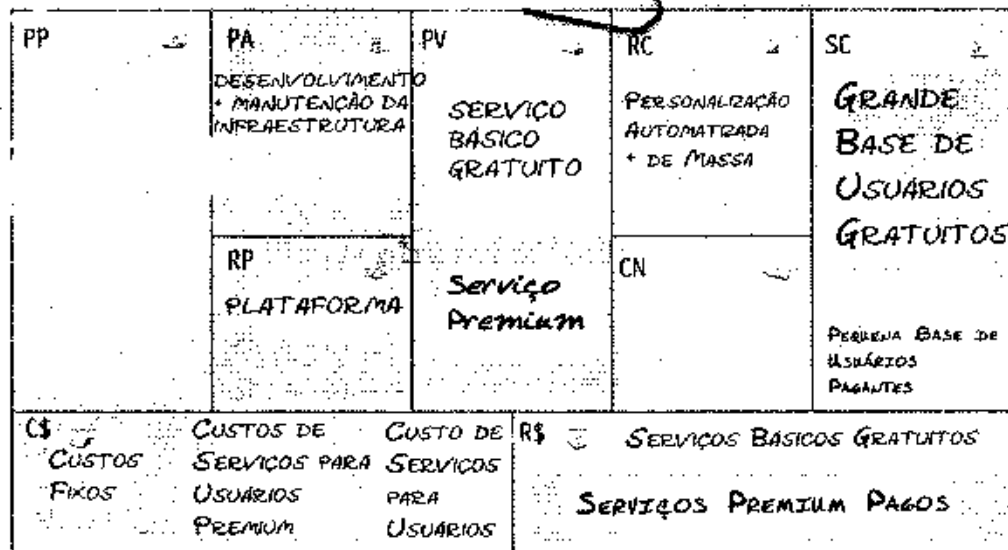 PP
PA
DESENVOLVIMENTO
+ MANUTENÇÃO DA
INFRAESTRUTURA
RP
PLATAFORMA
PV
SERVIÇO
BÁSICO
GRATUITO
Serviço
Premium
RC
PERSONALIZAÇÃO
AUTOMATIZADA
+ DE MASSA
CN
SC
GRANDE
BASE DE
USUÁRIOS
GRATUITOS
PEQUENA BASE DE
USUÁRIOS
PAGANTES
C$
CUSTOS
FIXOS
CUSTOS DE
SERVIÇOS PARA
USUÁRIOS
PREMIUM
CUSTO DE
SERVIÇOS
PARA
USUÁRIOS
R$
SERVIÇOS BÁSICOS GRATUITOS
SERVIÇOS PREMIUM PAGOS